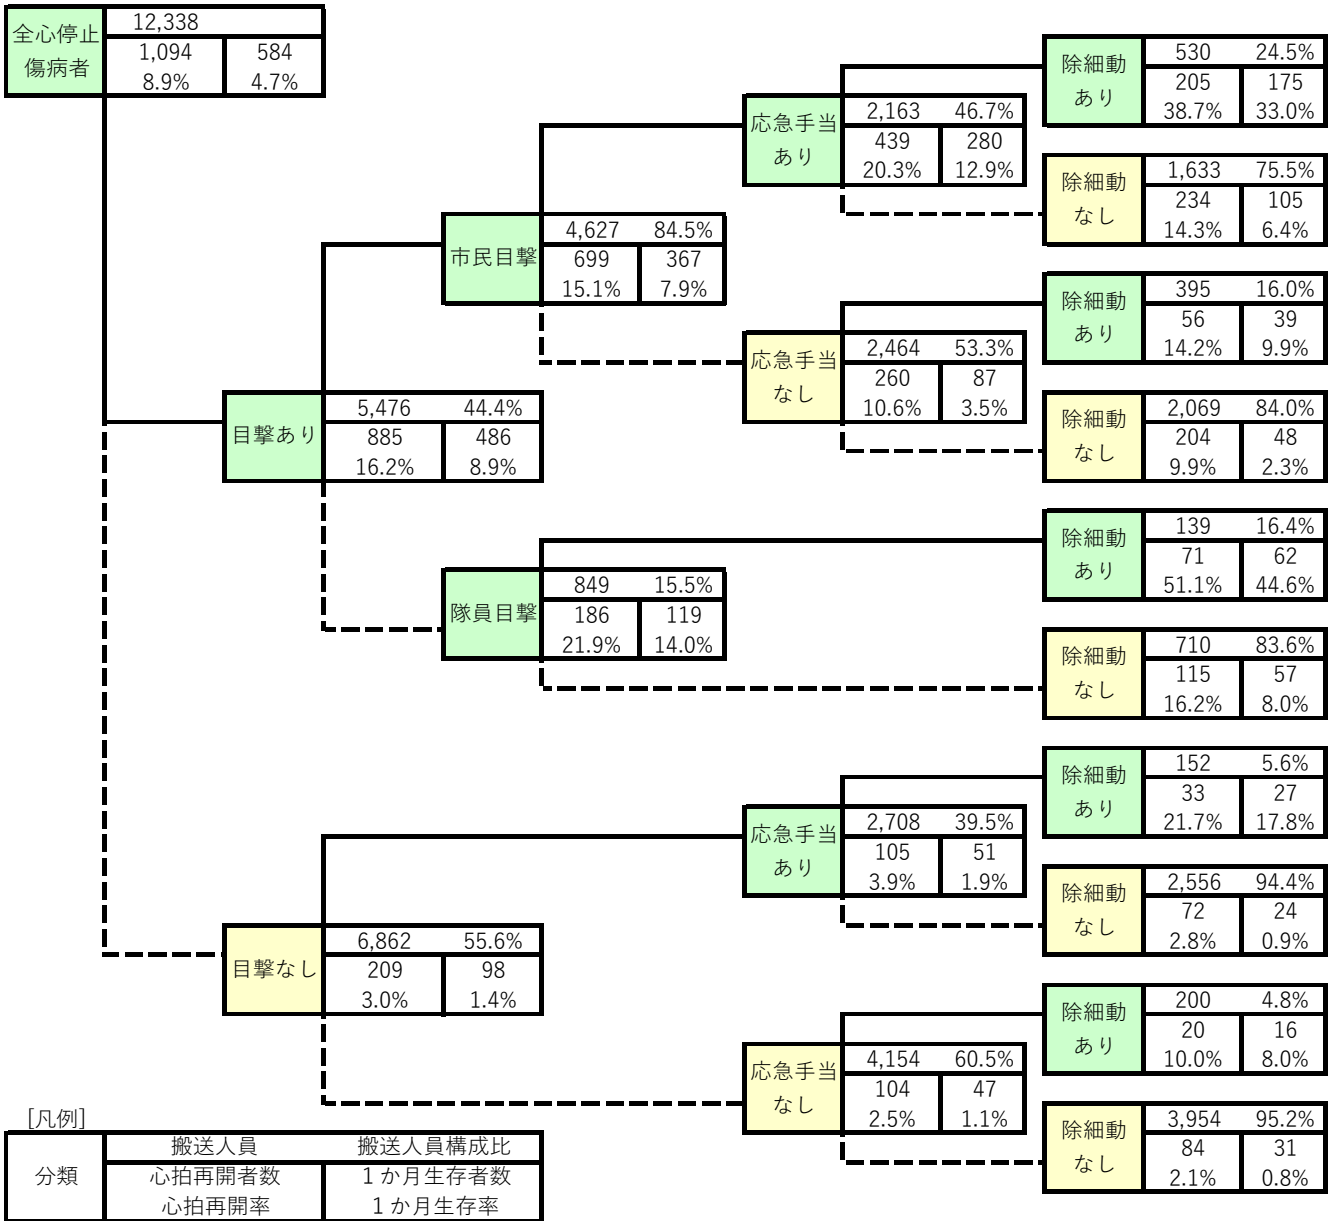 全心停止
傷病者
12,338
1,094 584
8.9% 4.7%
除細動
あり
530 24.5%
205 175
38.7% 33.0%
応急手当
あり
2,163 46.7%
439 280
20.3% 12.9%
除細動
なし
1,633 75.5%
234 105
14.3% 6.4%
市民目撃
4,627 84.5%
699 367
15.1% 7.9%
除細動
あり
395 16.0%
56 39
14.2% 9.9%
応急手当
なし
2,464 53.3%
260 87
10.6% 3.5%
除細動
なし
2,069 84.0%
204 48
9.9% 2.3%
目撃あり
5,476 44.4%
885 486
16.2% 8.9%
除細動
あり
139 16.4%
71 62
51.1% 44.6%
隊員目撃
849 15.5%
186 119
21.9% 14.0%
除細動
なし
710 83.6%
115 57
16.2% 8.0%
除細動
あり
152 5.6%
33 27
21.7% 17.8%
応急手当
あり
2,708 39.5%
105 51
3.9% 1.9%
除細動
なし
2,556 94.4%
72 24
2.8% 0.9%
目撃なし
6,862 55.6%
209 98
3.0% 1.4%
除細動
あり
200 4.8%
20 16
10.0% 8.0%
応急手当
なし
4,154 60.5%
104 47
2.5% 1.1%
除細動
なし
3,954 95.2%
84 31
2.1% 0.8%
[凡例]
分類
搬送人員 搬送人員構成比
心拍再開者数 1か月生存者数
心拍再開率 1か月生存率